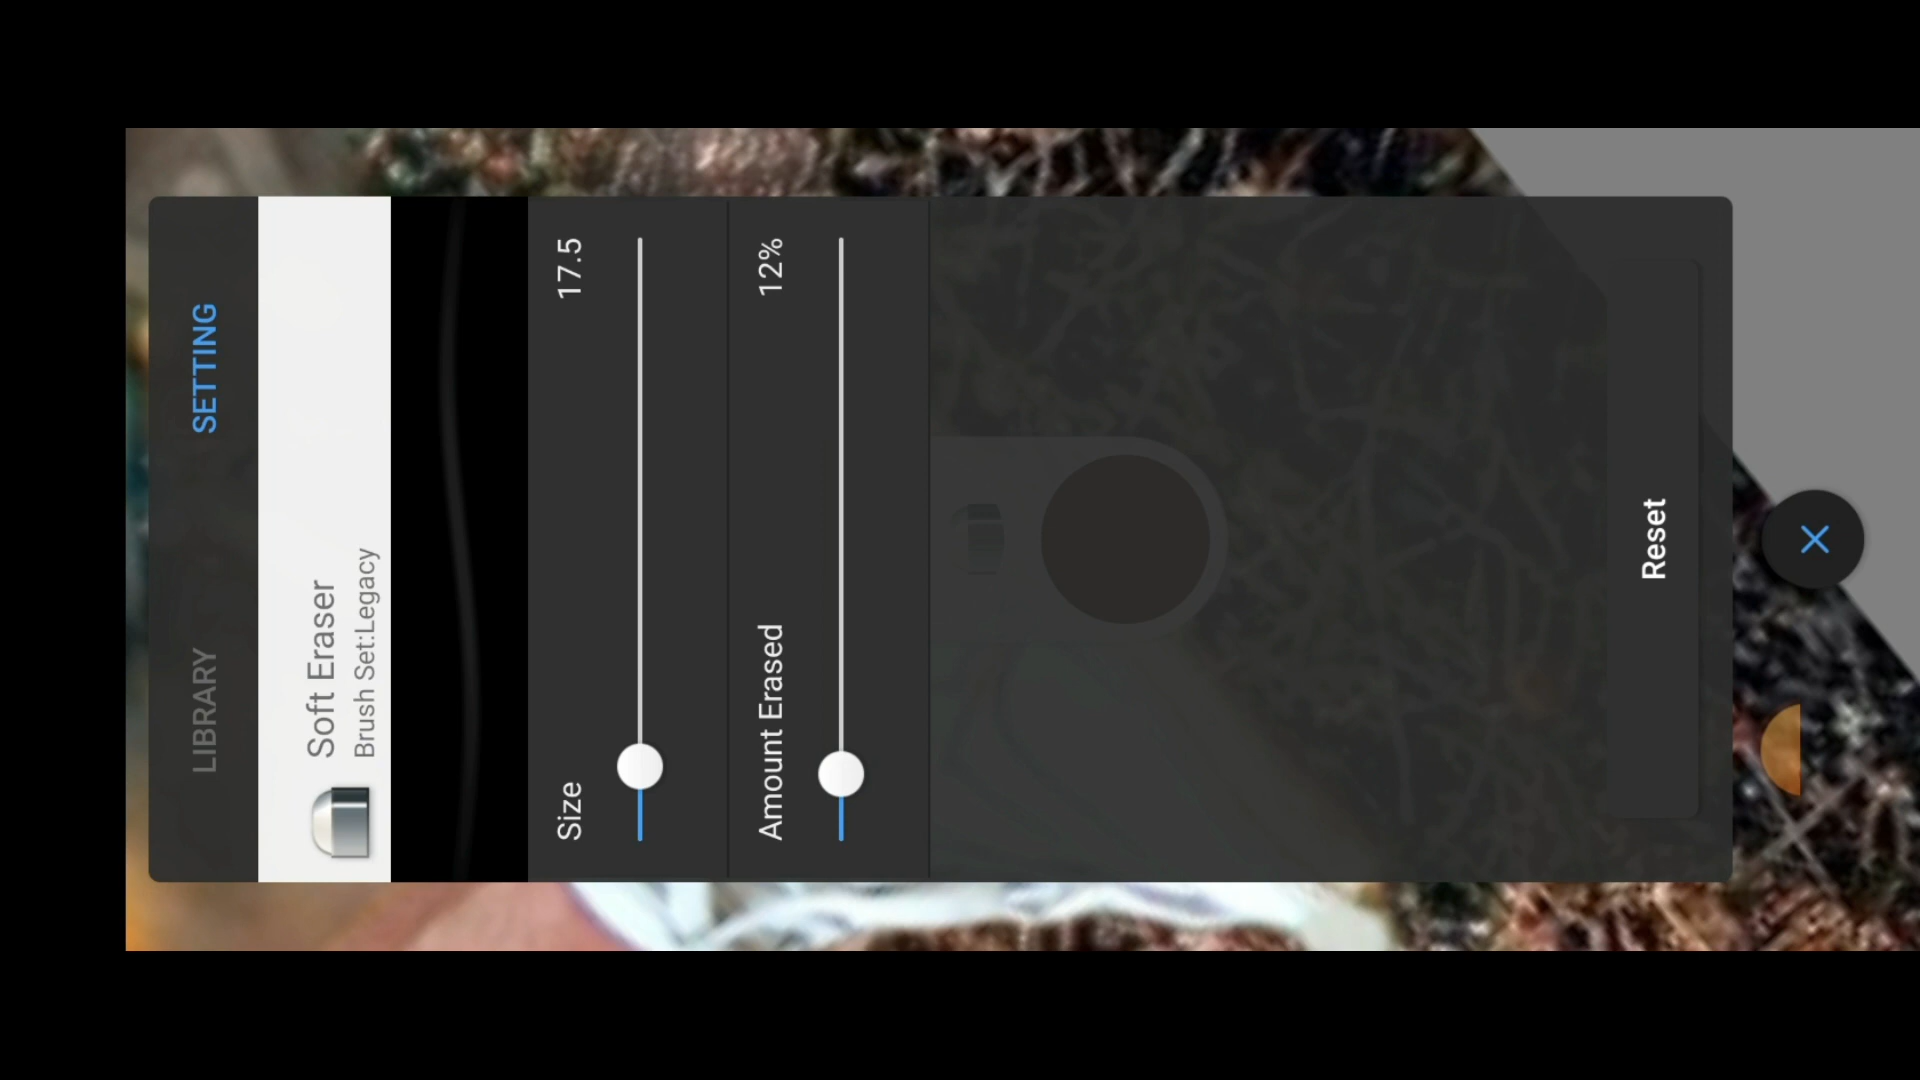 LIBRARY
SETTING
Soft Eraser
Brush Set:Legacy
Size
17.5
Amount Erased
12%
Reset